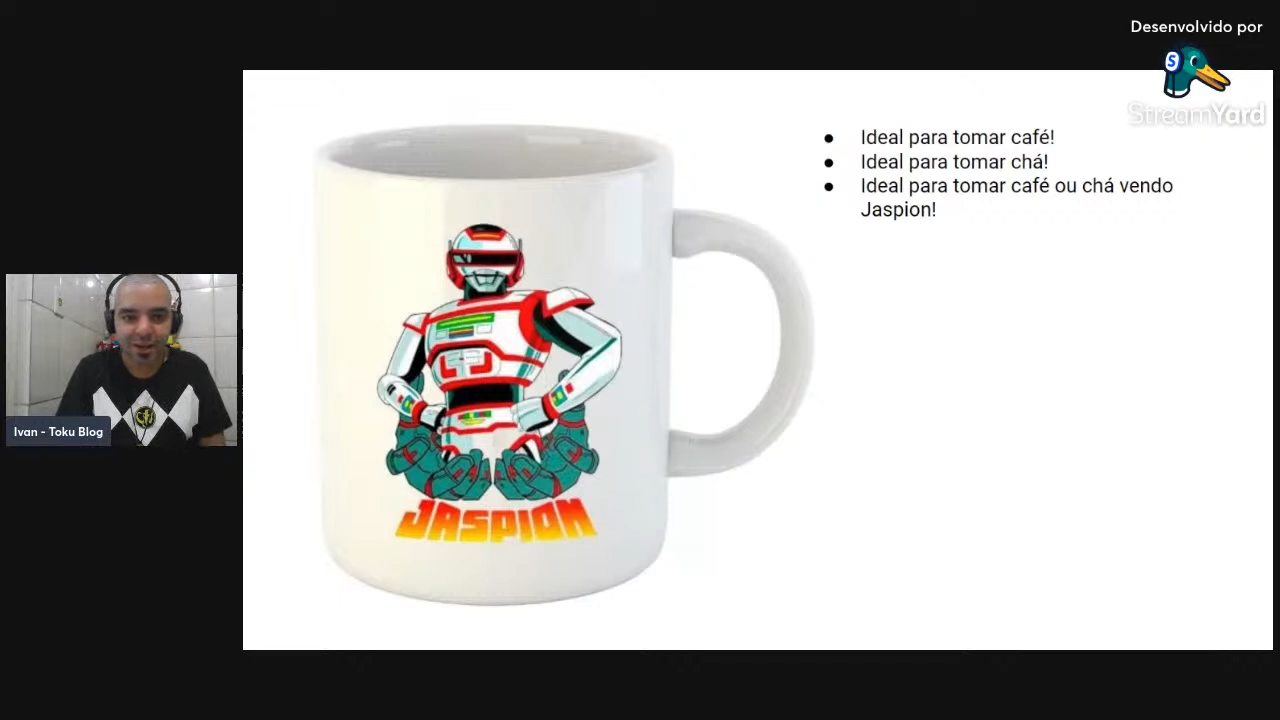 Desenvolvido por
S
StreamYard
Ideal para tomar café!
Ideal para tomar chá!
Ideal para tomar café ou chá vendo
Jaspion!
JASPION
Ivan - Toku Blog